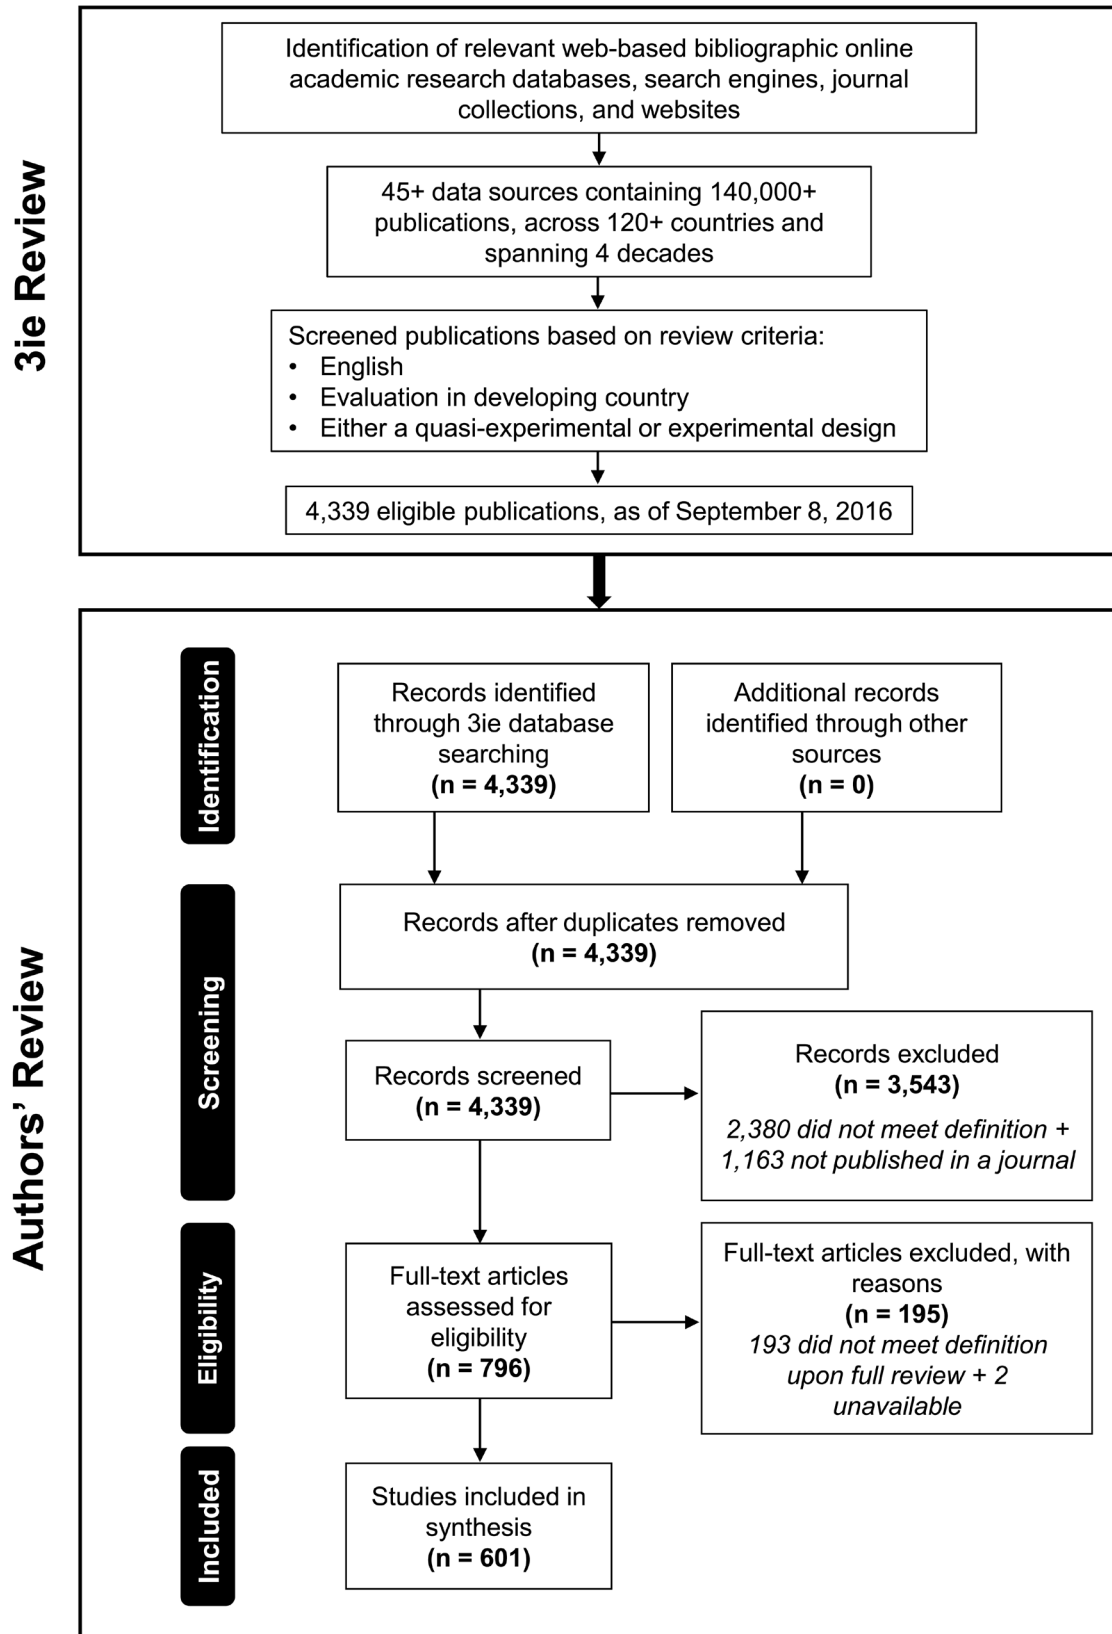 3ie Review
Identification of relevant web-based bibliographic online
academic research databases, search engines, journal
collections, and websites
45+ data sources containing 140,000+
publications, across 120+ countries and
spanning 4 decades
Screened publications based on review criteria:
• English
• Evaluation in developing country
• Either a quasi-experimental or experimental design
4,339 eligible publications, as of September 8, 2016
Authors' Review
Identification
Records identified
through 3ie database
searching
(n = 4,339)
Additional records
identified through other
sources
(n = 0)
Screening
Records after duplicates removed
(n = 4,339)
Records screened
(n = 4,339)
Records excluded
(n = 3,543)
2,380 did not meet definition +
1,163 not published in a journal
Eligibility
Full-text articles
assessed for
eligibility
(n = 796)
Full-text articles excluded, with
reasons
(n = 195)
193 did not meet definition
upon full review + 2
unavailable
Included
Studies included in
synthesis
(n = 601)